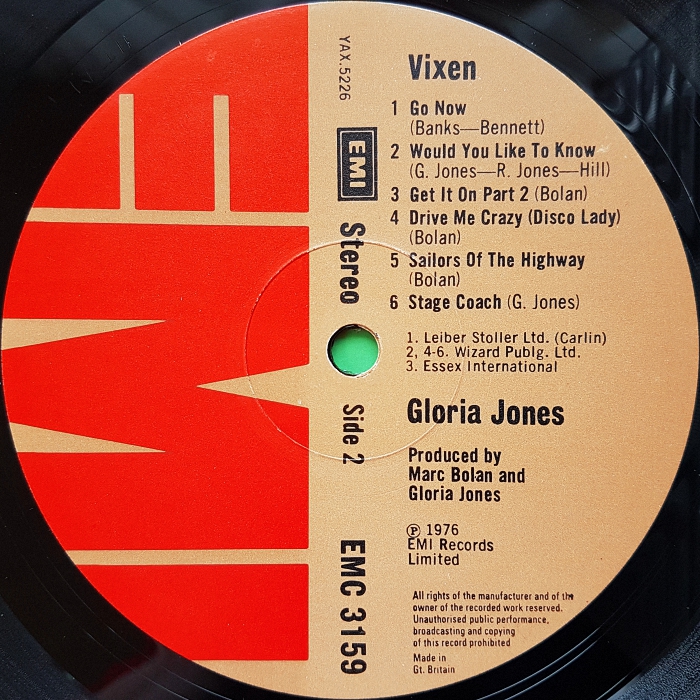 Vixen
1 Go Now
(Banks—Bennett)
2 Would You Like To Know
(G. Jones—R. Jones—Hill)
3 Get It On Part 2 (Bolan)
4 Drive Me Crazy (Disco Lady)
(Bolan)
5 Sailors Of The Highway
(Bolan)
6 Stage Coach (G. Jones)
1. Leiber Stoller Ltd. (Carlin)
2, 4-6. Wizard Publg. Ltd.
3. Essex International
Gloria Jones
Produced by
Marc Bolan and
Gloria Jones
Ⓟ 1976
EMI Records
Limited
All rights of the manufacturer and of the
owner of the recorded work reserved.
Unauthorised public performance,
broadcasting and copying
of this record prohibited
Made in
Gt. Britain
YAX.5226
EMI
Stereo
Side 2
EMC 3159
EMI